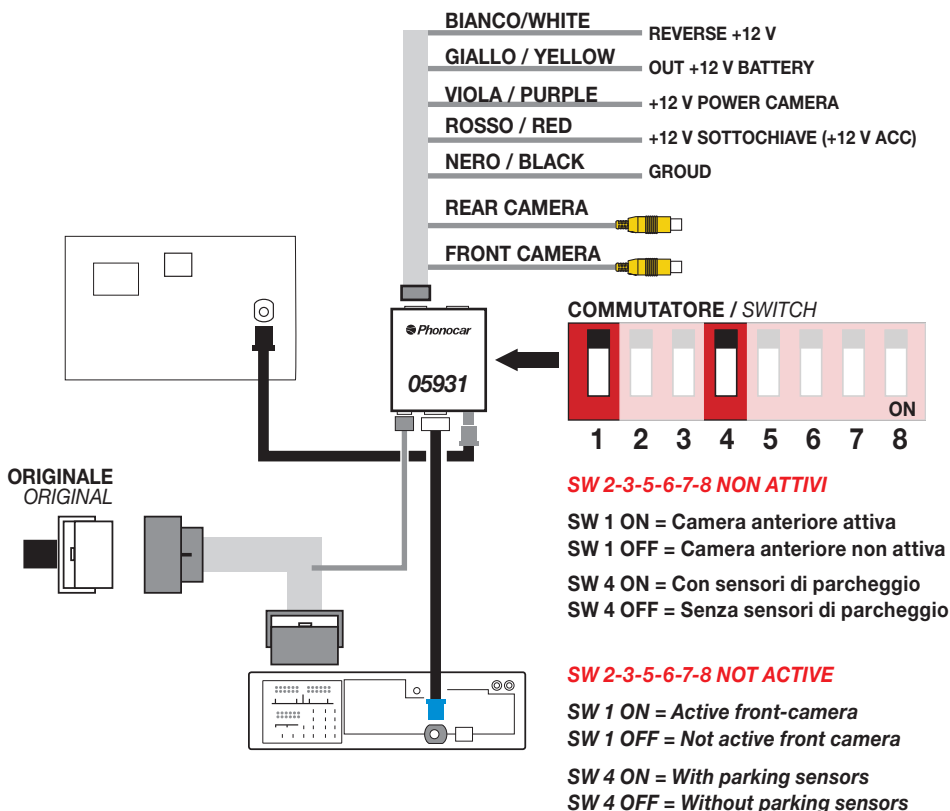 BIANCO/WHITE
REVERSE +12 V
GIALLO / YELLOW
OUT +12 V BATTERY
VIOLA / PURPLE
+12 V POWER CAMERA
ROSSO / RED
+12 V SOTTOCHIAVE (+12 V ACC)
NERO / BLACK
GROUD
REAR CAMERA
FRONT CAMERA
Phonocar
05931
COMMUTATORE / SWITCH
ON
1 2 3 4 5 6 7 8
ORIGINALE
ORIGINAL
SW 2-3-5-6-7-8 NON ATTIVI
SW 1 ON = Camera anteriore attiva
SW 1 OFF = Camera anteriore non attiva
SW 4 ON = Con sensori di parcheggio
SW 4 OFF = Senza sensori di parcheggio
SW 2-3-5-6-7-8 NOT ACTIVE
SW 1 ON = Active front-camera
SW 1 OFF = Not active front camera
SW 4 ON = With parking sensors
SW 4 OFF = Without parking sensors